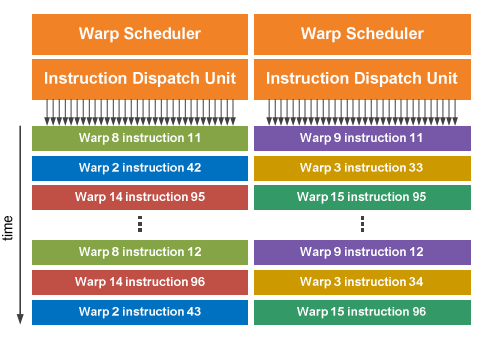 Warp Scheduler
Warp Scheduler
Instruction Dispatch Unit
Instruction Dispatch Unit
Warp 8 instruction 11
Warp 9 instruction 11
Warp 2 instruction 42
Warp 3 instruction 33
Warp 14 instruction 95
Warp 15 instruction 95
Warp 8 instruction 12
Warp 9 instruction 12
Warp 14 instruction 96
Warp 3 instruction 34
Warp 2 instruction 43
Warp 15 instruction 96
time